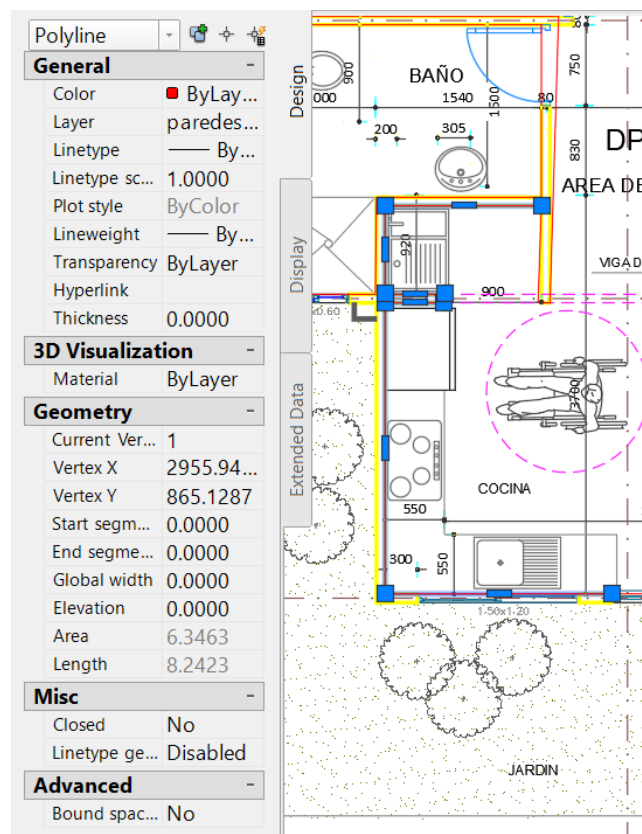 Polyline
General -
Color ByLay...
Layer paredes...
Linetype By...
Linetype sc... 1.0000
Plot style ByColor
Lineweight By...
Transparency ByLayer
Hyperlink
Thickness 0.0000
3D Visualization -
Material ByLayer
Geometry -
Current Ver... 1
Vertex X 2955.94...
Vertex Y 865.1287
Start segm... 0.0000
End segme... 0.0000
Global width 0.0000
Elevation 0.0000
Area 6.3463
Length 8.2423
Misc -
Closed No
Linetype ge... Disabled
Advanced -
Bound spac... No
Design
Display
Extended Data
80
900
BAÑO
750
000
1540
80
1500
200
305
830
DP
AREA DE
920
VIGA D
900
x0.60
3700
COCINA
550
300
550
1.50x1.20
JARDIN